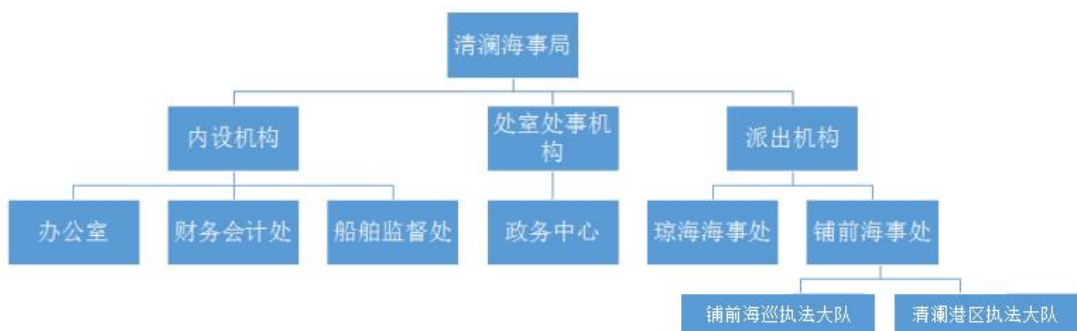 清澜海事局
内设机构
处室处事机
构
派出机构
办公室
财务会计处
船舶监督处
政务中心
琼海海事处
铺前海事处
铺前海巡执法大队
清澜港区执法大队